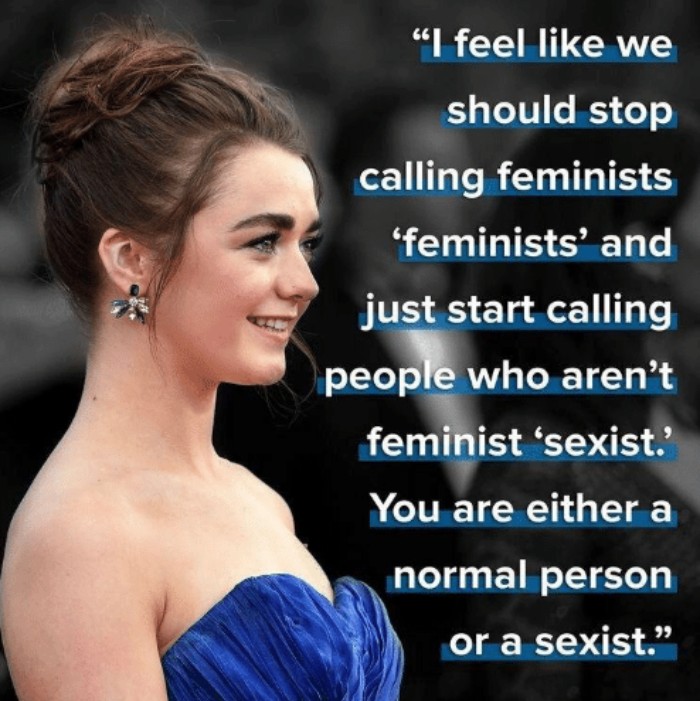 “I feel like we
should stop
calling feminists
‘feminists’ and
just start calling
people who aren’t
feminist ‘sexist.’
You are either a
normal person
or a sexist.”